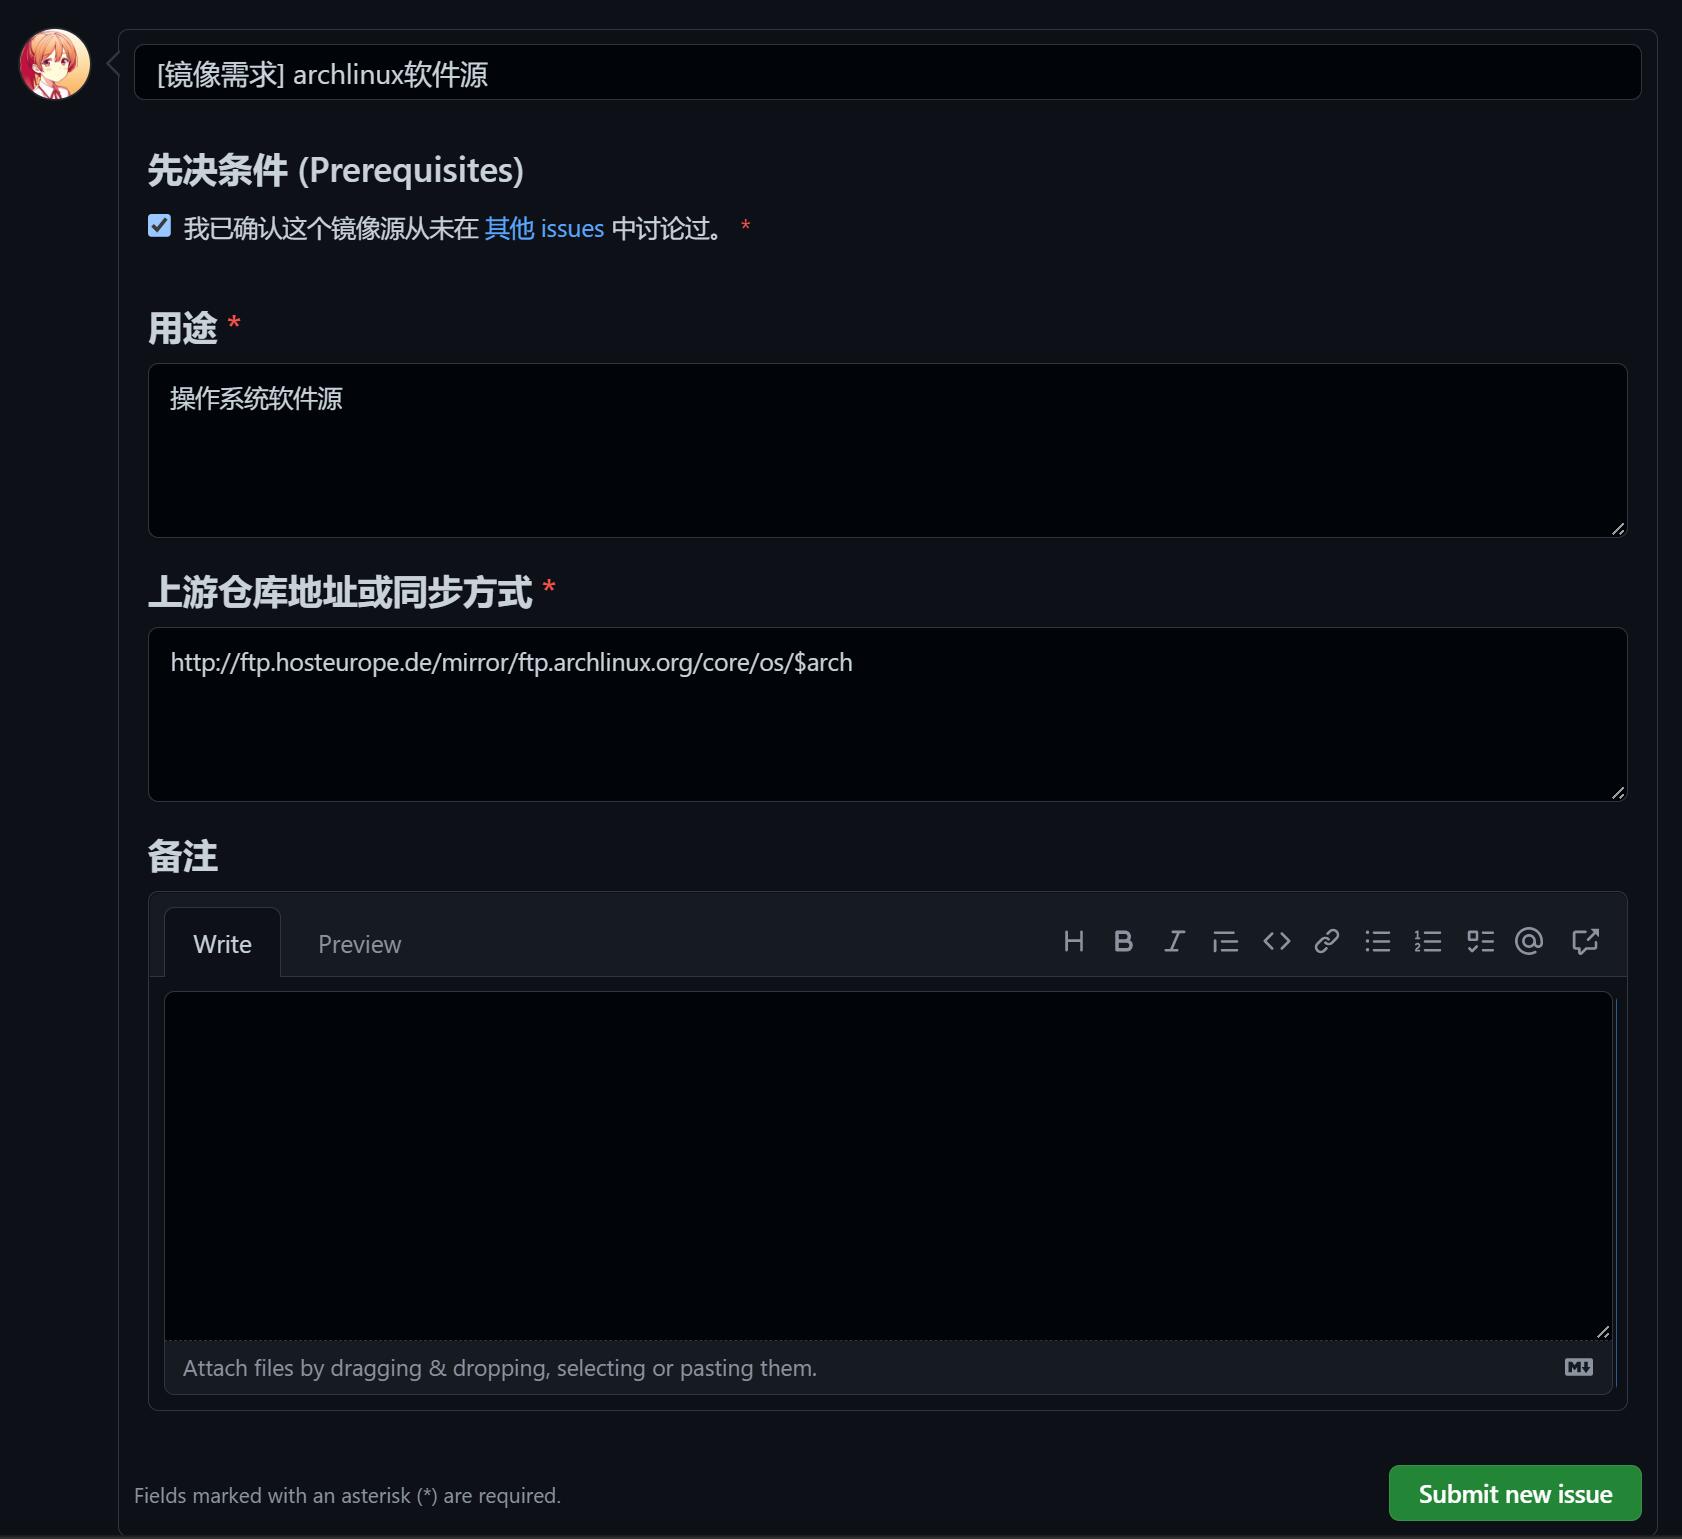 [镜像需求] archlinux软件源
先决条件 (Prerequisites)
我已确认这个镜像源从未在 其他 issues 中讨论过。 *
用途 *
操作系统软件源
上游仓库地址或同步方式 *
http://ftp.hosteurope.de/mirror/ftp.archlinux.org/core/os/$arch
备注
Write Preview
Attach files by dragging & dropping, selecting or pasting them.
Fields marked with an asterisk (*) are required.
Submit new issue